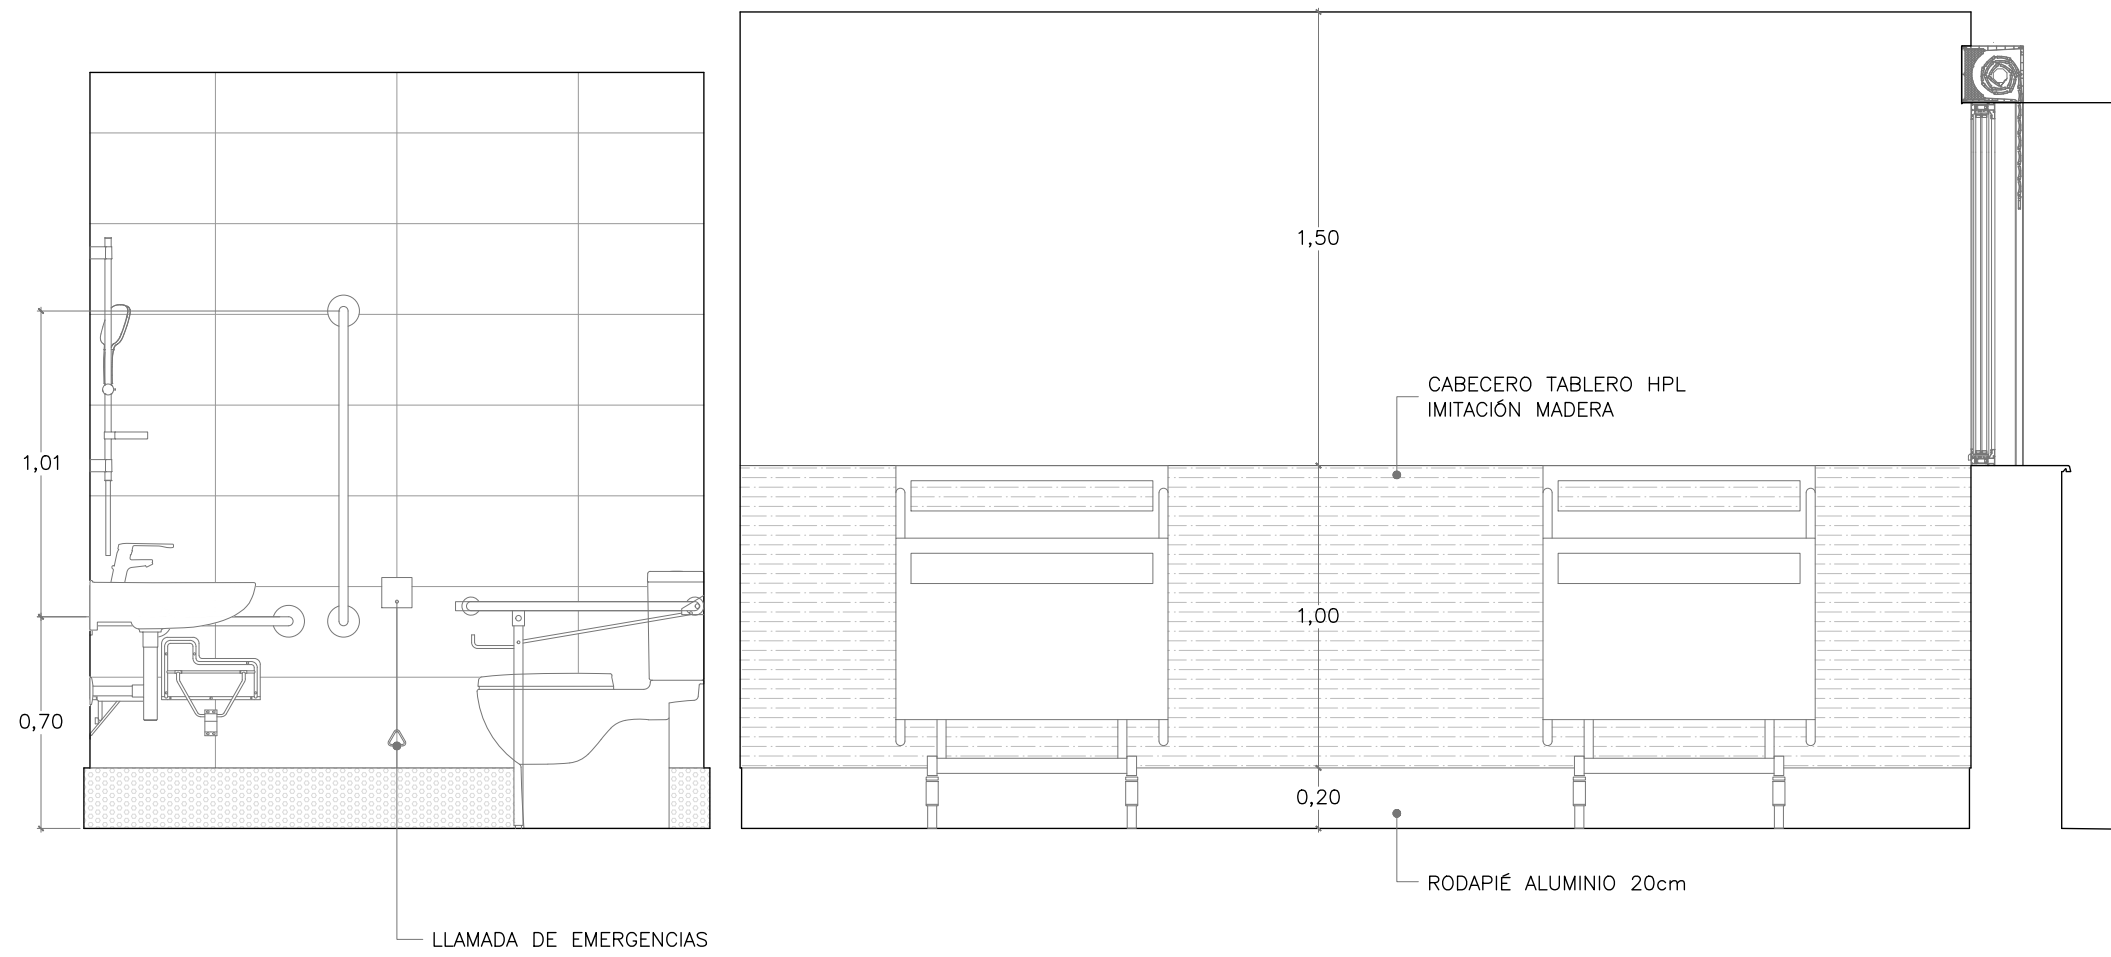 1,50
CABECERO TABLERO HPL
IMITACIÓN MADERA
1,01
1,00
0,70
0,20
RODAPIÉ ALUMINIO 20cm
LLAMADA DE EMERGENCIAS